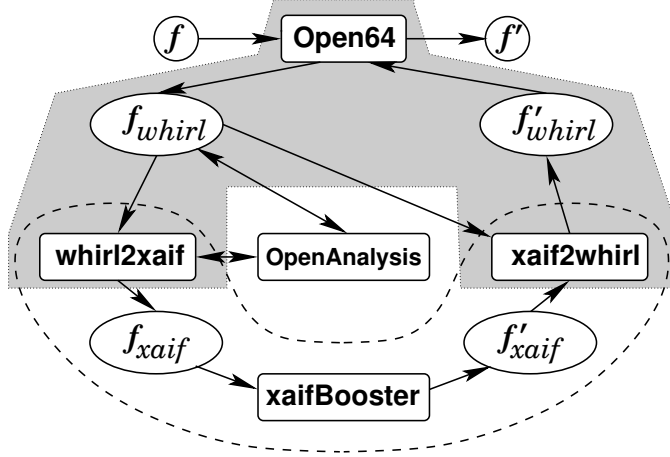 f Open64 f′
f_whirl f′_whirl
whirl2xaif OpenAnalysis xaif2whirl
f_xaif f′_xaif
xaifBooster